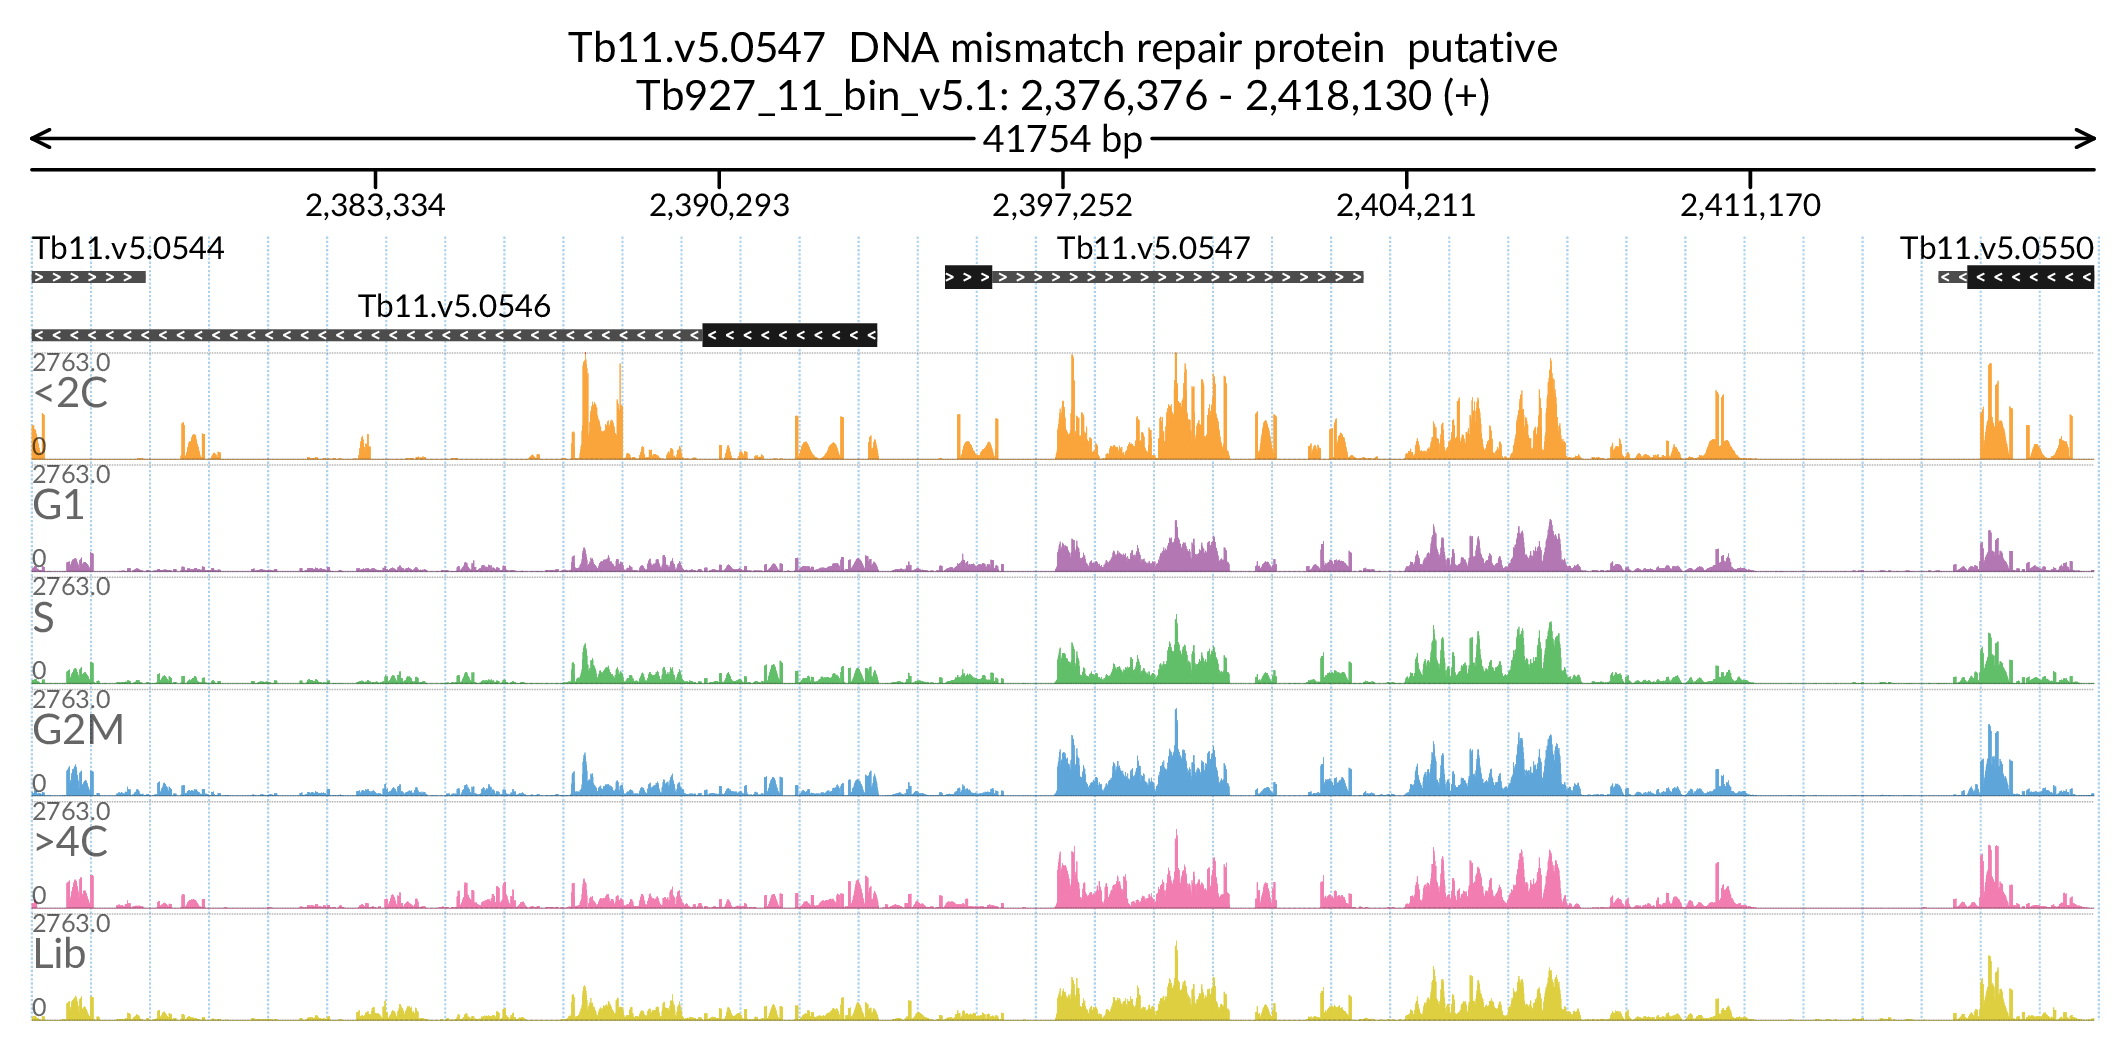 Tb11.v5.0547  DNA mismatch repair protein  putative
Tb927_11_bin_v5.1: 2,376,376 - 2,418,130 (+)
41754 bp
2,383,334 2,390,293 2,397,252 2,404,211 2,411,170
Tb11.v5.0544 Tb11.v5.0547 Tb11.v5.0550
Tb11.v5.0546
2763.0
<2C
0
2763.0
G1
0
2763.0
S
0
2763.0
G2M
0
2763.0
>4C
0
2763.0
Lib
0